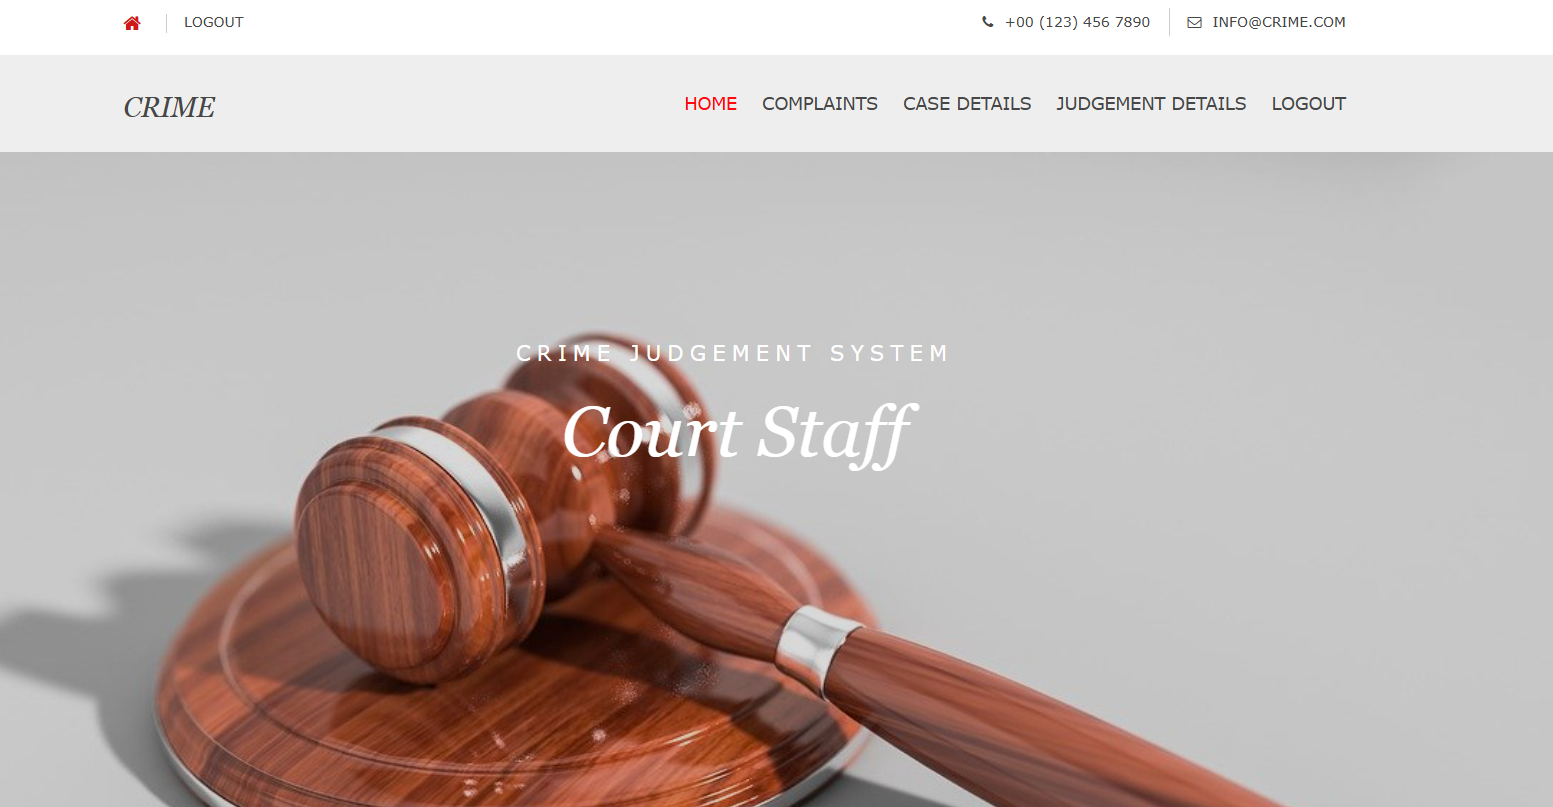 LOGOUT
+00 (123) 456 7890
INFO@CRIME.COM
CRIME
HOME
COMPLAINTS
CASE DETAILS
JUDGEMENT DETAILS
LOGOUT
CRIME JUDGEMENT SYSTEM
Court Staff